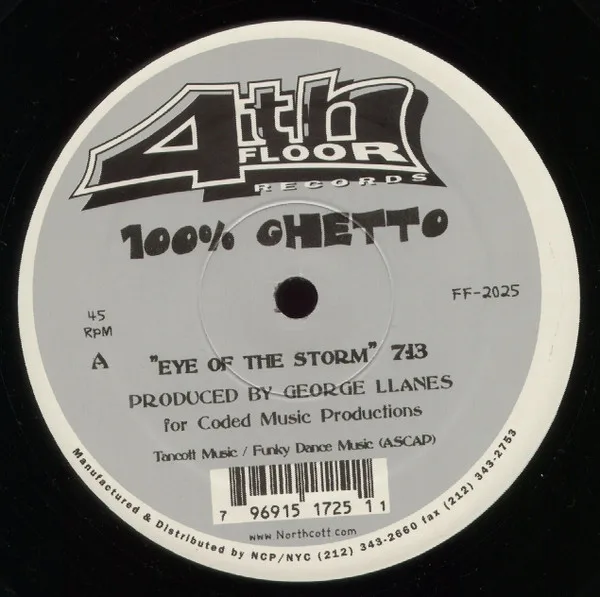 4th
FLOOR
RECORDS
100% GHETTO
45
RPM
FF-2025
A
"EYE OF THE STORM" 7:13
PRODUCED BY GEORGE LLANES
for Coded Music Productions
Tancott Music / Funky Dance Music (ASCAP)
7 96915 1725 1 1
www.Northcott.com
Manufactured & Distributed by NCP/NYC (212) 343-2660 fax (212) 343-2753